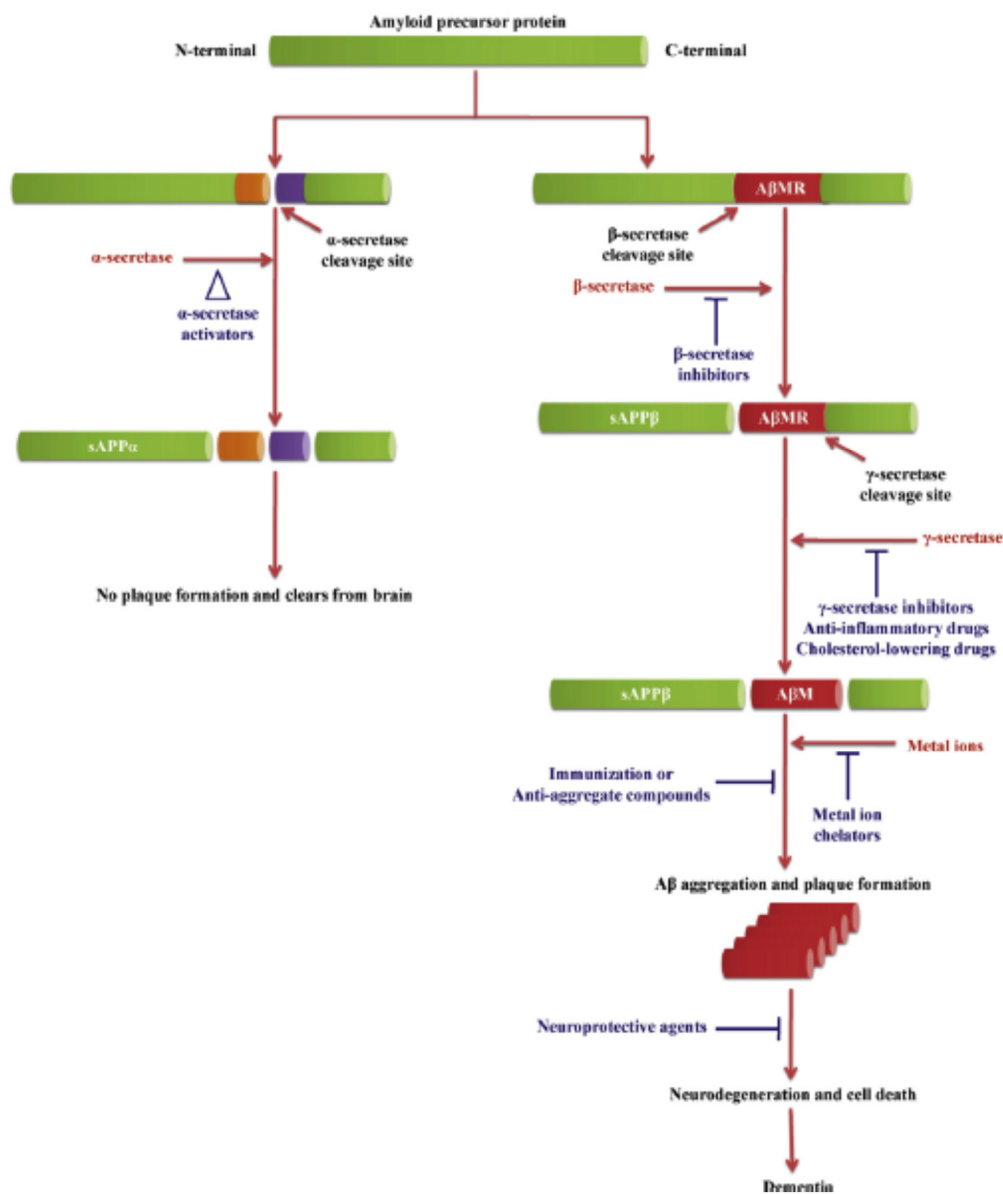 Amyloid precursor protein
N-terminal
C-terminal
AβMR
α-secretase
cleavage site
β-secretase
cleavage site
α-secretase
β-secretase
α-secretase
activators
β-secretase
inhibitors
sAPPα
sAPPβ
AβMR
γ-secretase
cleavage site
γ-secretase
No plaque formation and clears from brain
γ-secretase inhibitors
Anti-inflammatory drugs
Cholesterol-lowering drugs
sAPPβ
AβM
Metal ions
Immunization or
Anti-aggregate compounds
Metal ion
chelators
Aβ aggregation and plaque formation
Neuroprotective agents
Neurodegeneration and cell death
Dementia